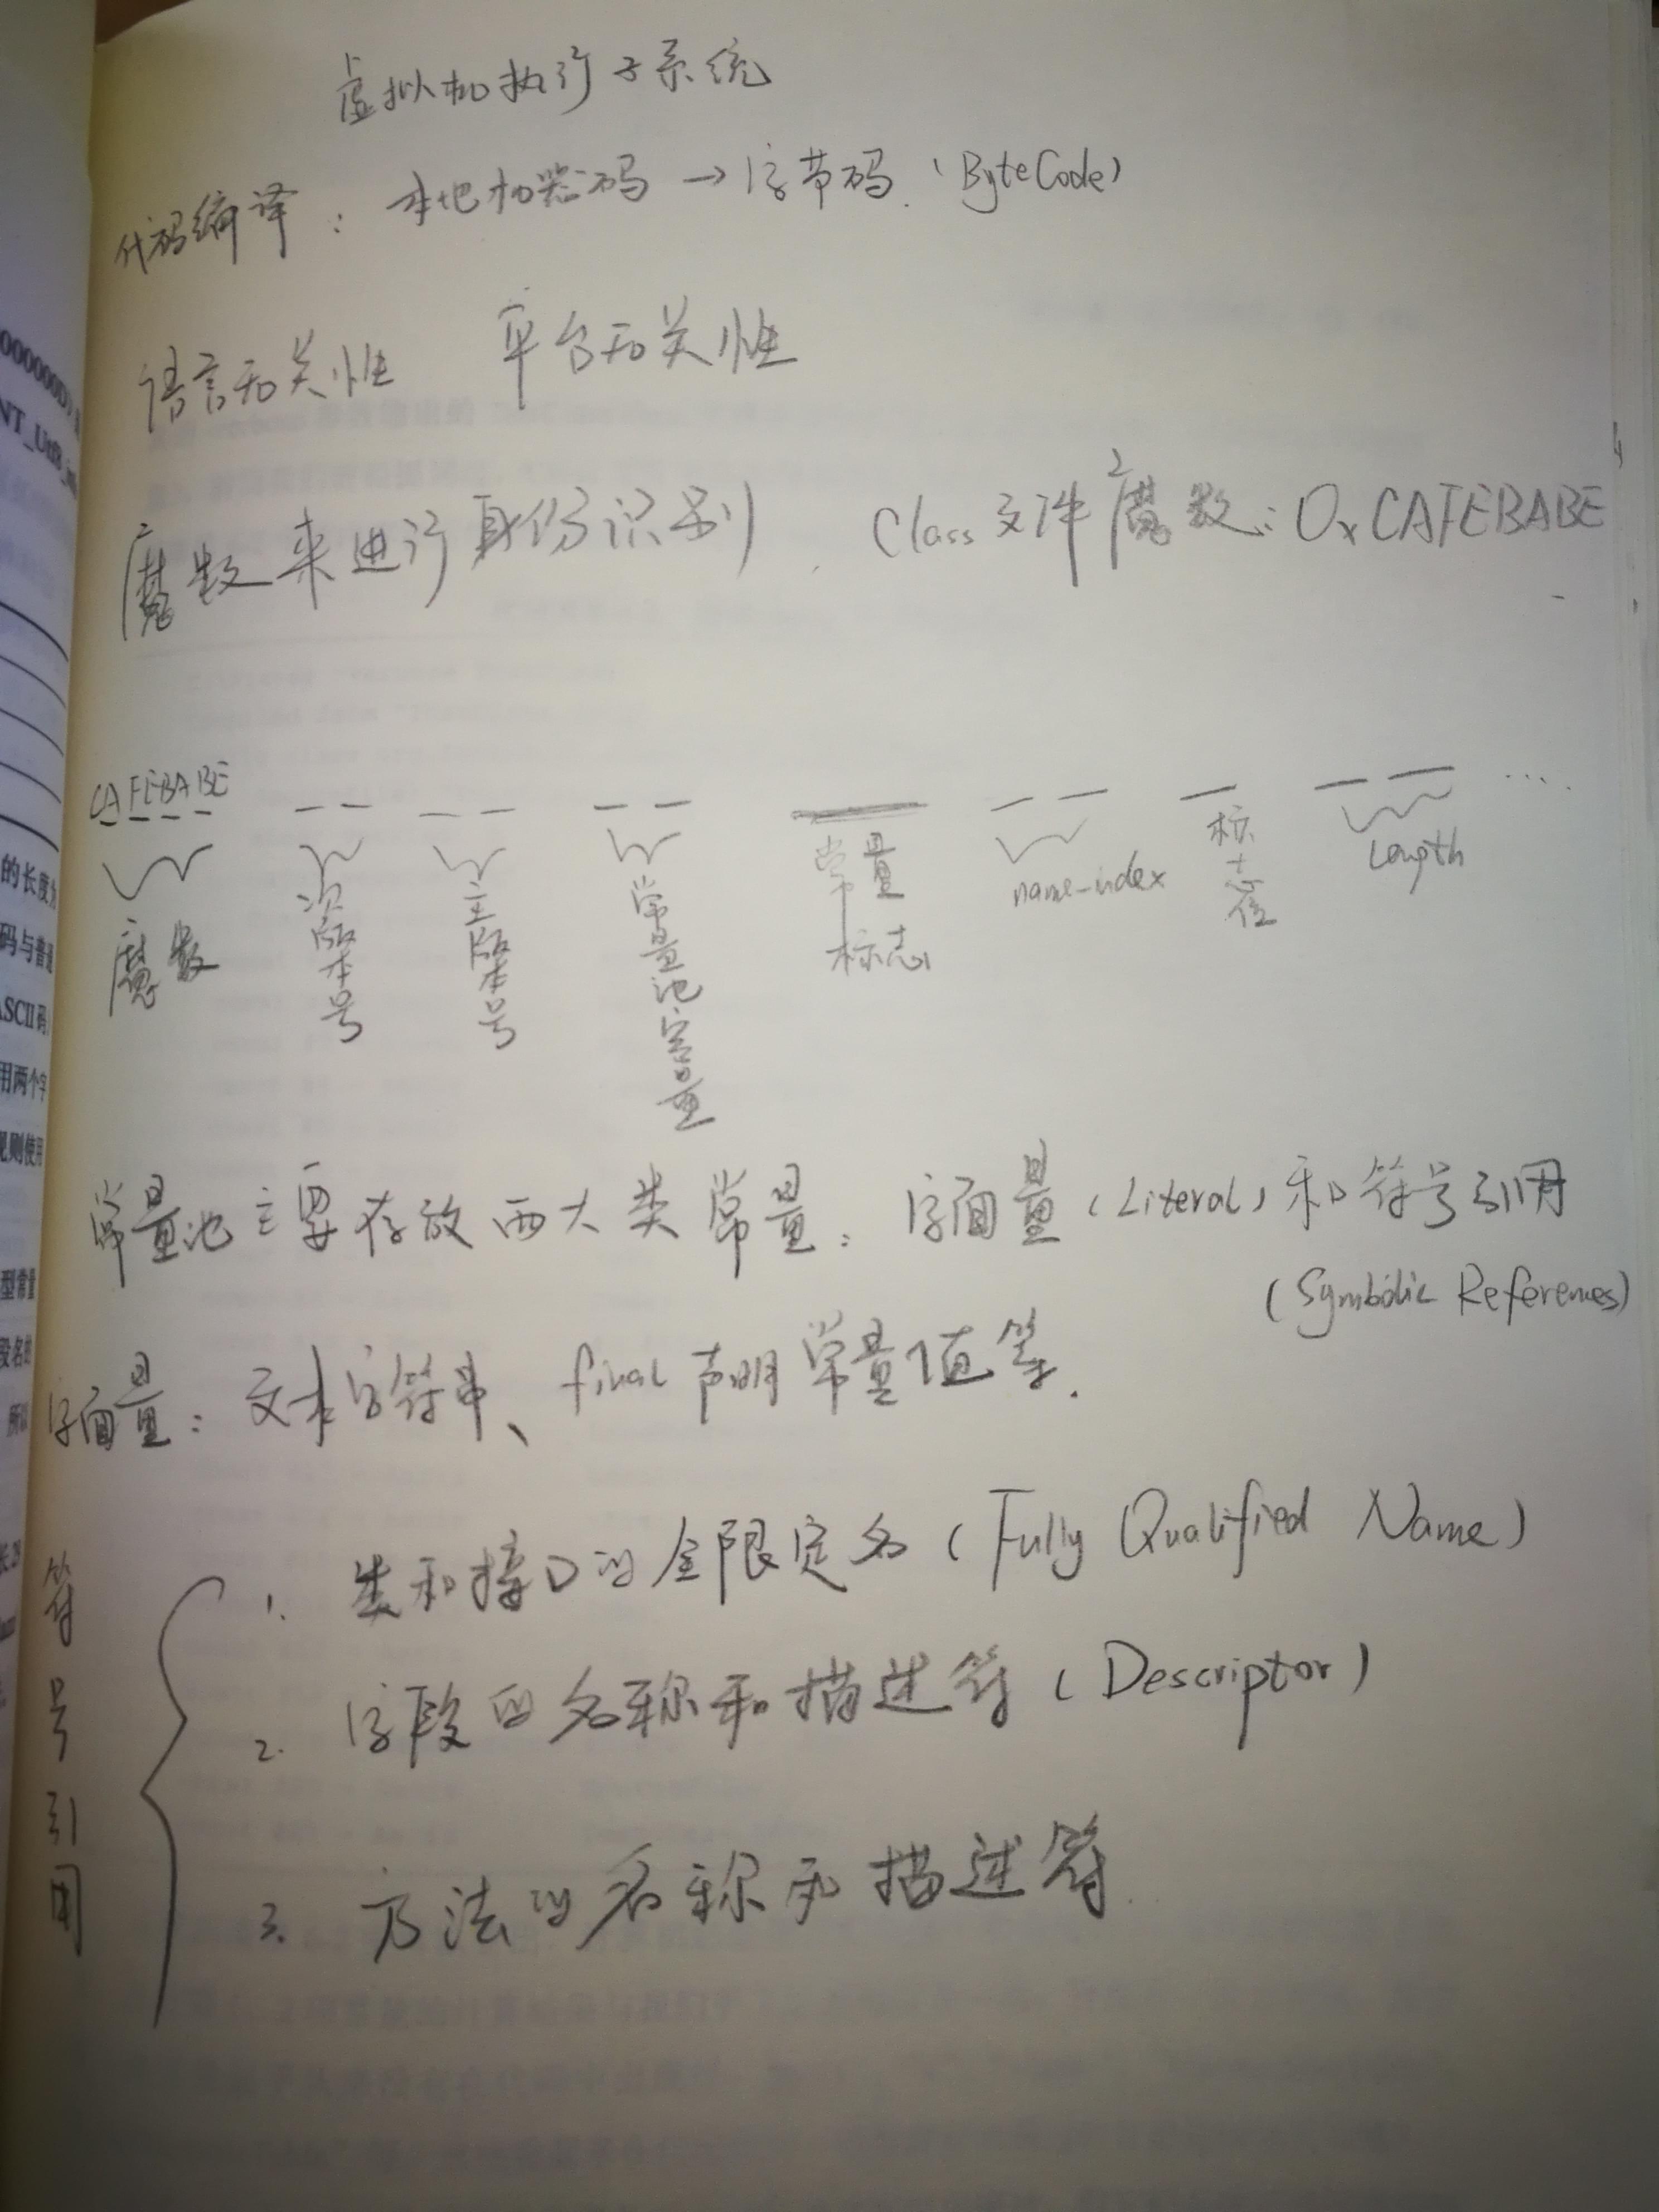 虚拟机执行子系统
代码编译：本地机器码 → 字节码.（ByteCode）
语言无关性 平台无关性
魔数来进行身份识别. Class文件魔数：0xCAFEBABE
CAFEBABE
魔数 次版本号 主版本号 常量池容量 常量标志 name-index 标志位 length ...
常量池主要存放两大类常量：字面量（Literal）和符号引用
（Symbolic References）
字面量：文本字符串、final声明常量值等.
符号引用
1. 类和接口的全限定名（Fully Qualified Name）
2. 字段的名称和描述符（Descriptor）
3. 方法的名称和描述符.
000000D)
NT_Utf8_in
的长度为
码与普通
ASCII码
用两个字
规则使用
型常量
段名的
所以